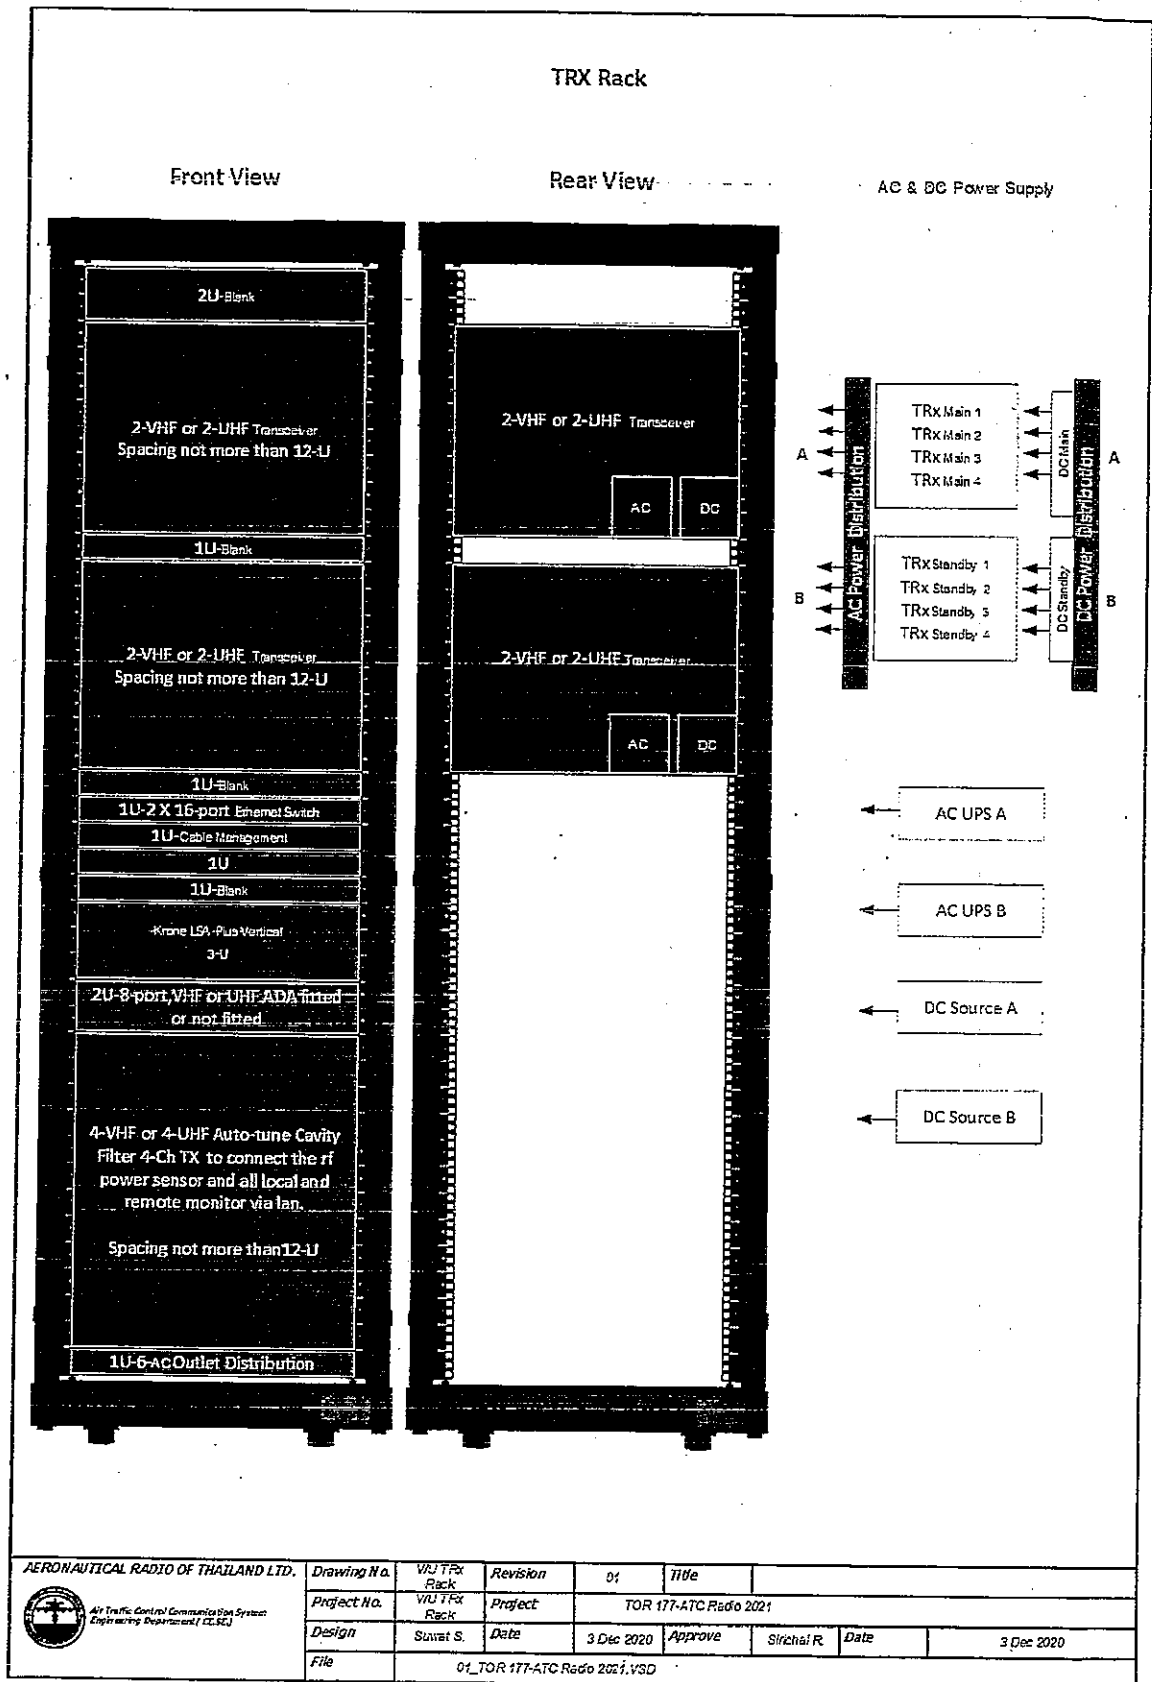 TRX Rack
Front View
Rear View
AC & DC Power Supply
2U-Blank
2-VHF or 2-UHF Transceiver
Spacing not more than 12-U
1U-Blank
2-VHF or 2-UHF Transceiver
Spacing not more than 12-U
1U-Blank
1U-2 X 16-port Ethernet Switch
1U-Cable Management
1U
1U-Blank
Krone LSA-Plus Vertical
3-U
2U-8-port,VHF or UHF ADA fitted
or not fitted
4-VHF or 4-UHF Auto-tune Cavity
Filter 4-Ch TX to connect the rf
power sensor and all local and
remote monitor via lan.
Spacing not more than12-U
1U-6-AC Outlet Distribution
2-VHF or 2-UHF Transceiver
AC
DC
2-VHF or 2-UHF Transceiver
AC
DC
A
B
AC Power Distribution
TRx Main 1
TRx Main 2
TRx Main 3
TRx Main 4
TRx Standby 1
TRx Standby 2
TRx Standby 3
TRx Standby 4
DC Main
DC Standby
DC Power Distribution
A
B
AC UPS A
AC UPS B
DC Source A
DC Source B
AERONAUTICAL RADIO OF THAILAND LTD.
Air Traffic Control Communication System
Engineering Department
Drawing No. V/U TRx Rack Revision 01 Title
Project No. V/U TRx Rack Project TOR 177-ATC Radio 2021
Design Suwat S. Date 3 Dec 2020 Approve Sirichai R. Date 3 Dec 2020
File 01_TOR 177-ATC Radio 2021.VSD